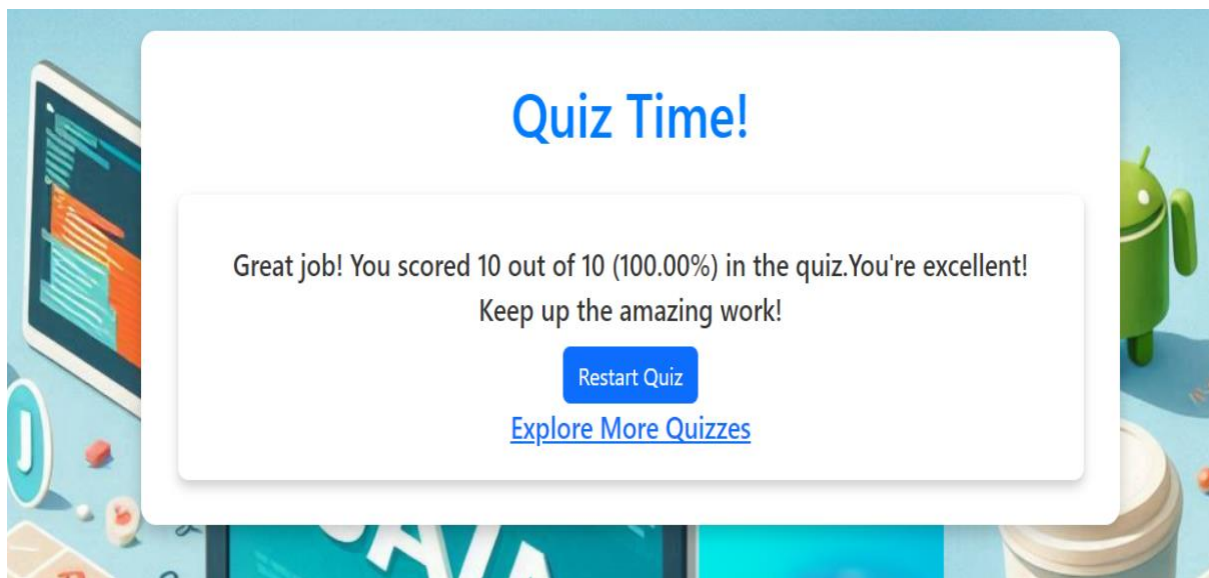 Quiz Time!
Great job! You scored 10 out of 10 (100.00%) in the quiz.You're excellent!
Keep up the amazing work!
Restart Quiz
Explore More Quizzes
J